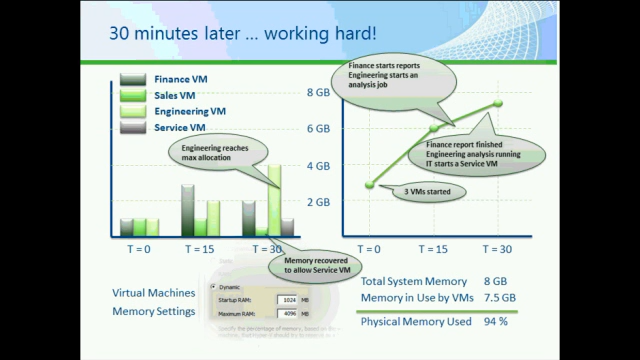 30 minutes later ... working hard!
Finance VM
Sales VM
Engineering VM
Service VM
8 GB
6 GB
4 GB
2 GB
Engineering reaches
max allocation
T = 0
T = 15
T = 30
Memory recovered
to allow Service VM
Finance starts reports
Engineering starts an
analysis job
Finance report finished
Engineering analysis running
IT starts a Service VM
3 VMs started
T = 0
T = 15
T = 30
Virtual Machines
Memory Settings
Dynamic
Startup RAM: 1024 MB
Maximum RAM: 4096 MB
Total System Memory 8 GB
Memory in Use by VMs 7.5 GB
Physical Memory Used 94 %